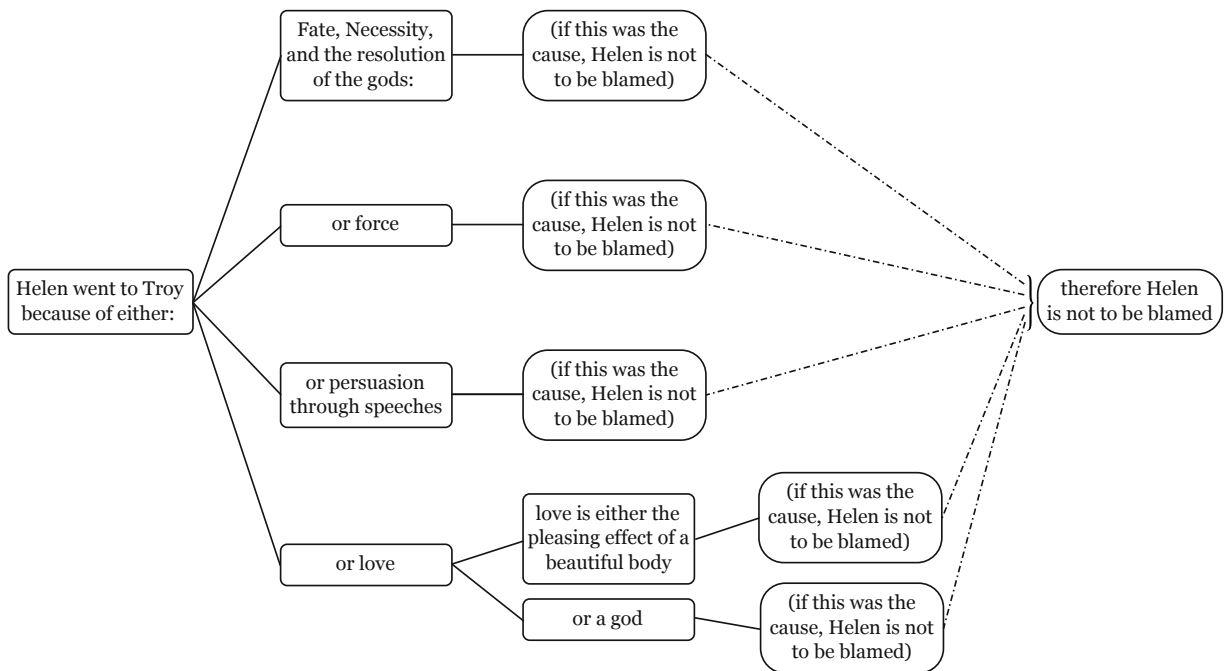 Helen went to Troy
because of either:
Fate, Necessity,
and the resolution
of the gods:
(if this was the
cause, Helen is not
to be blamed)
or force
(if this was the
cause, Helen is not
to be blamed)
or persuasion
through speeches
(if this was the
cause, Helen is not
to be blamed)
or love
love is either the
pleasing effect of a
beautiful body
(if this was the
cause, Helen is not
to be blamed)
or a god
(if this was the
cause, Helen is not
to be blamed)
therefore Helen
is not to be blamed